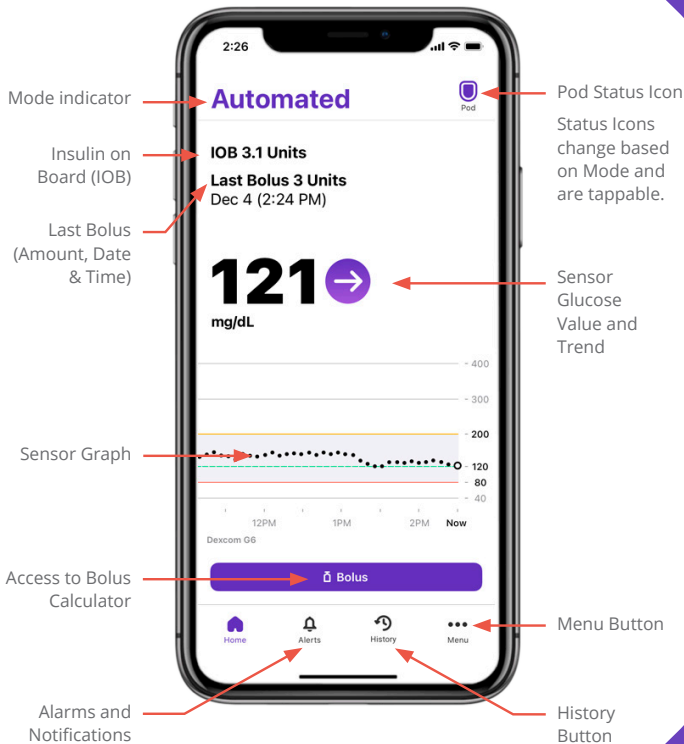 2:26
Mode indicator
Automated
Pod
Pod Status Icon
Status Icons
change based
on Mode and
are tappable.
Insulin on
Board (IOB)
IOB 3.1 Units
Last Bolus 3 Units
Dec 4 (2:24 PM)
Last Bolus
(Amount, Date
& Time)
121
mg/dL
Sensor
Glucose
Value and
Trend
- 400
- 300
- 200
- 120
- 80
- 40
Sensor Graph
12PM 1PM 2PM Now
Dexcom G6
Access to Bolus
Calculator
Bolus
Home Alerts History Menu
Menu Button
Alarms and
Notifications
History
Button